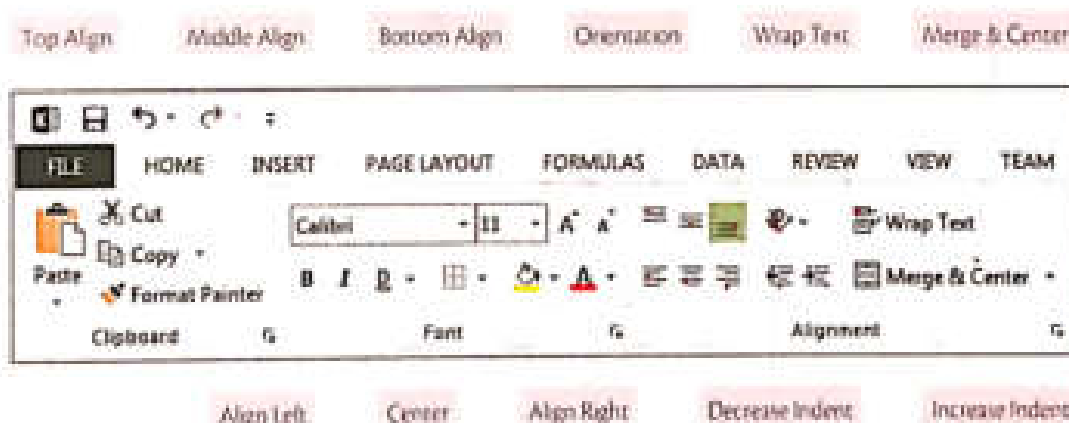 Top Align Middle Align Bottom Align Orientation Wrap Text Merge & Center
FILE HOME INSERT PAGE LAYOUT FORMULAS DATA REVIEW VIEW TEAM
Cut
Calibri 11 A A Wrap Text
Copy
Paste B I D Merge & Center
Format Painter
Clipboard Font Alignment
Align Left Center Align Right Decrease Indent Increase Indent